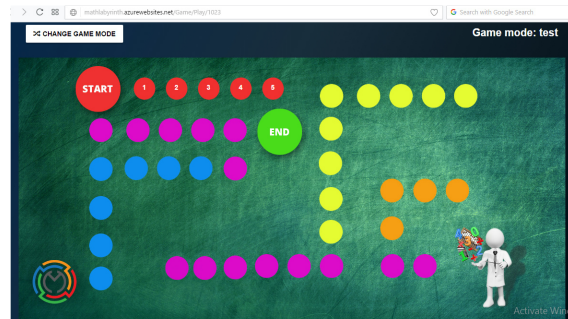 mathlabyrinth.azurewebsites.net/Game/Play/1023
Search with Google Search
CHANGE GAME MODE
Game mode: test
START 1 2 3 4 5
END
Activate Win